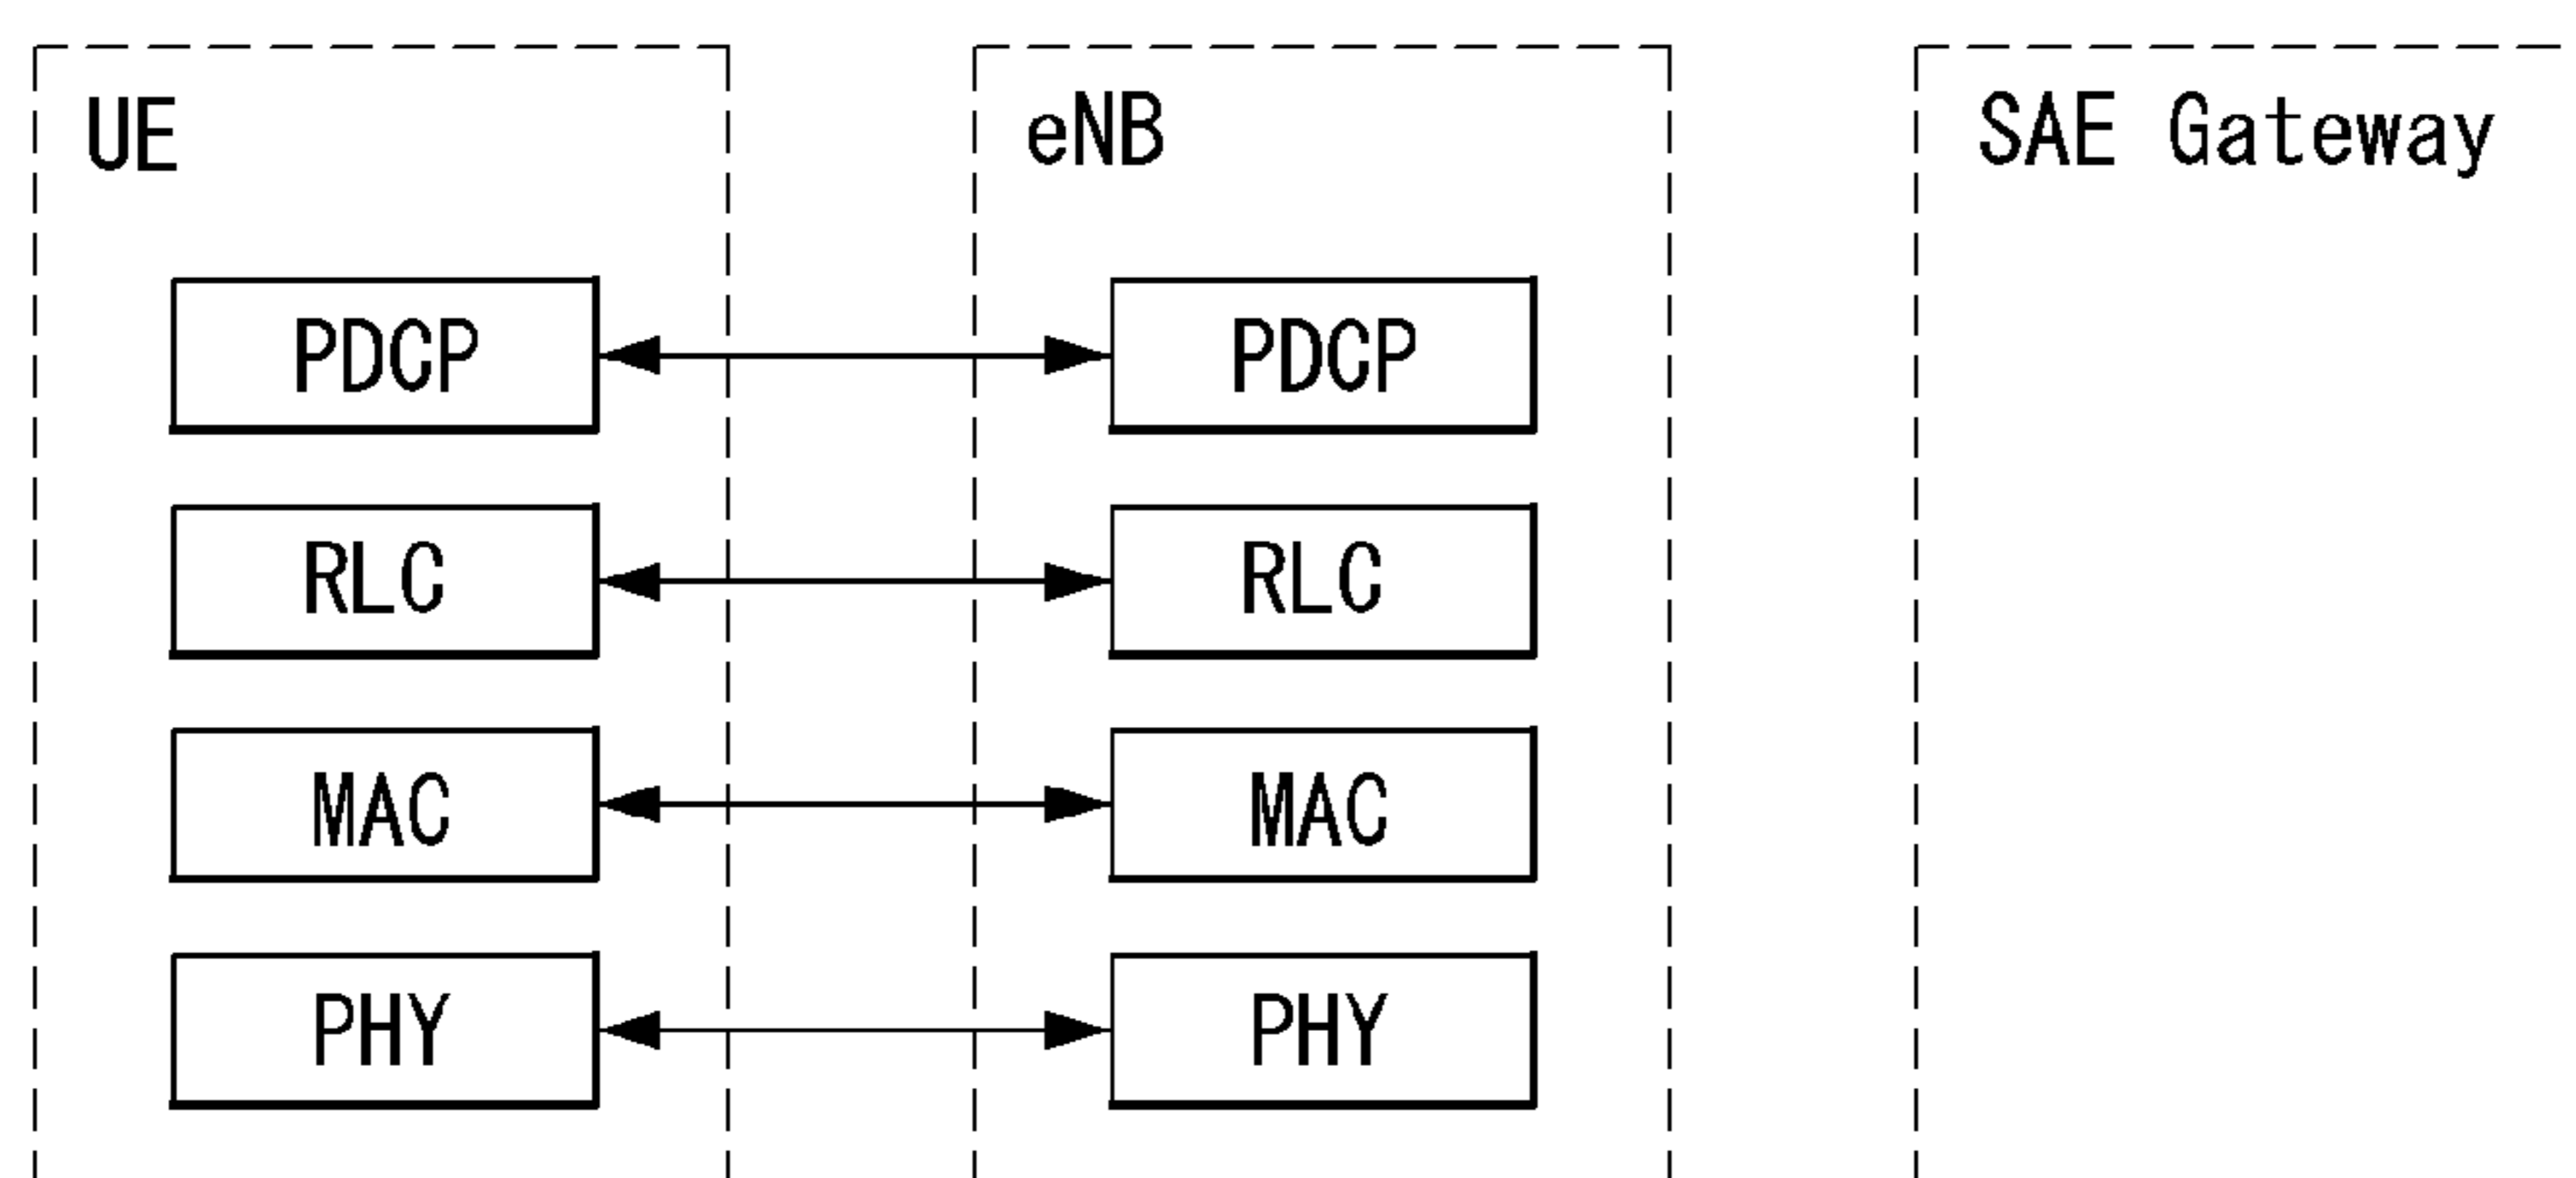 UE
eNB
SAE Gateway
PDCP
PDCP
RLC
RLC
MAC
MAC
PHY
PHY